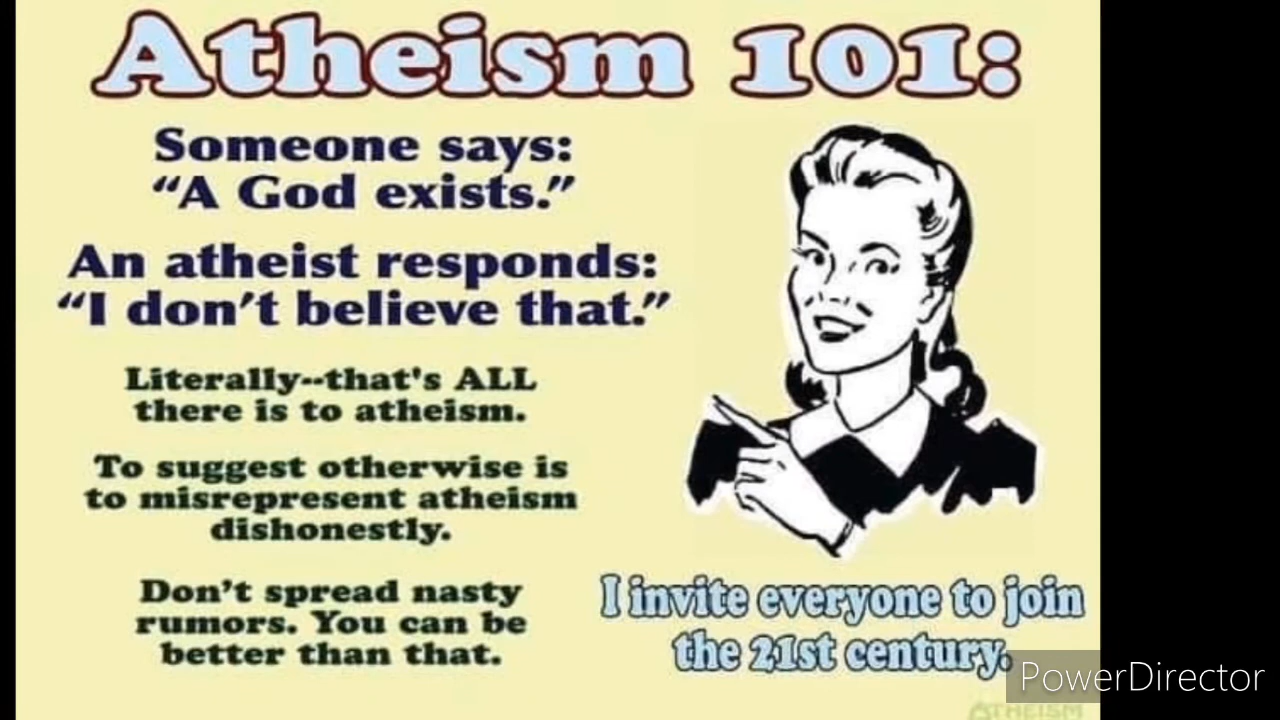 Atheism 101:
Someone says:
“A God exists.”
An atheist responds:
“I don’t believe that.”
Literally--that's ALL
there is to atheism.
To suggest otherwise is
to misrepresent atheism
dishonestly.
Don’t spread nasty
rumors. You can be
better than that.
I invite everyone to join
the 21st century.
PowerDirector
ATHEISM